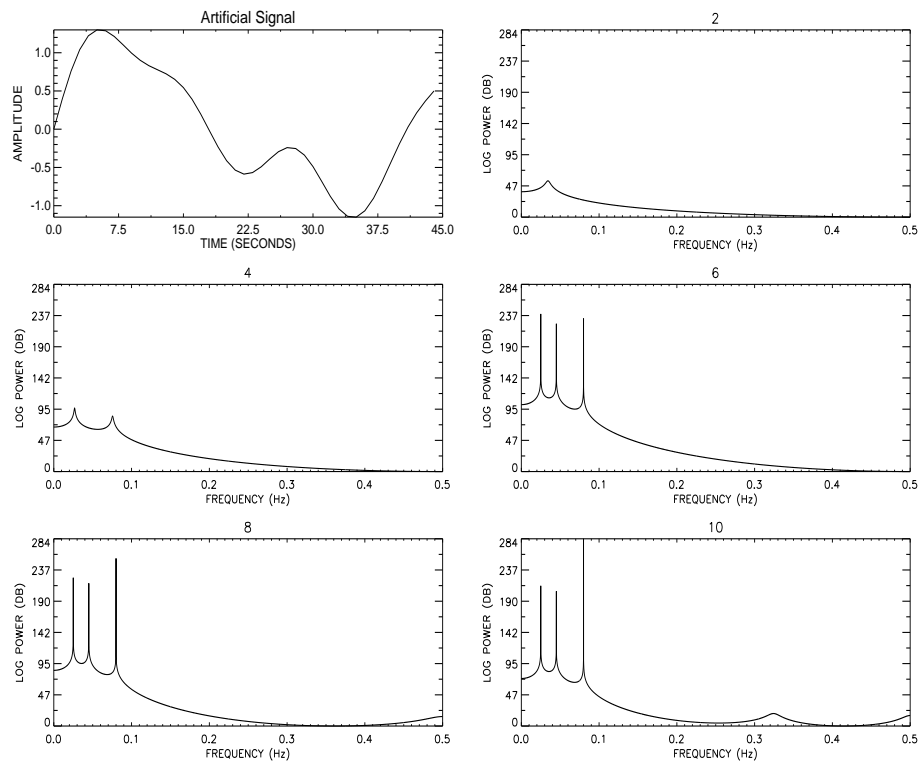 Artificial Signal
AMPLITUDE
1.0
0.5
0.0
-0.5
-1.0
0.0 7.5 15.0 22.5 30.0 37.5 45.0
TIME (SECONDS)
2
LOG POWER (DB)
284
237
190
142
95
47
0
0.0 0.1 0.2 0.3 0.4 0.5
FREQUENCY (Hz)
4
LOG POWER (DB)
284
237
190
142
95
47
0
0.0 0.1 0.2 0.3 0.4 0.5
FREQUENCY (Hz)
6
LOG POWER (DB)
284
237
190
142
95
47
0
0.0 0.1 0.2 0.3 0.4 0.5
FREQUENCY (Hz)
8
LOG POWER (DB)
284
237
190
142
95
47
0
0.0 0.1 0.2 0.3 0.4 0.5
FREQUENCY (Hz)
10
LOG POWER (DB)
284
237
190
142
95
47
0
0.0 0.1 0.2 0.3 0.4 0.5
FREQUENCY (Hz)